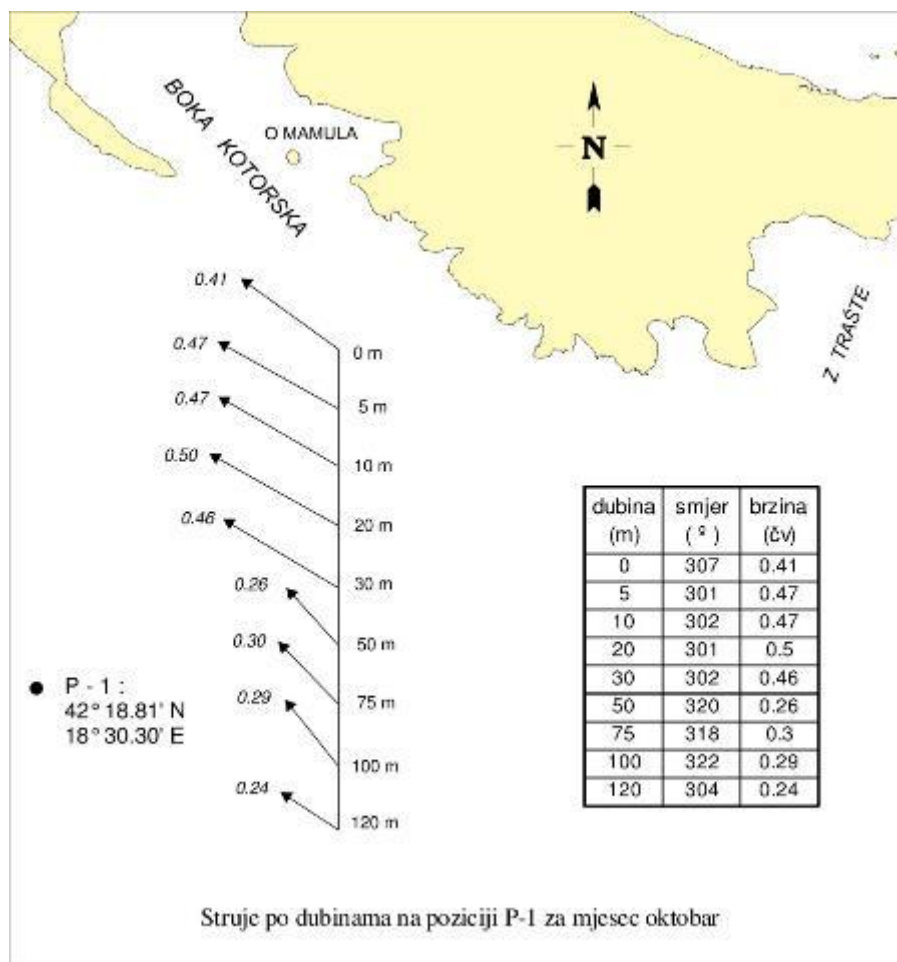 BOKA KOTORSKA
O MAMULA
N
Z TRAŠTE
0.41
0 m
0.47
5 m
0.47
10 m
0.50
20 m
0.46
30 m
0.26
50 m
0.30
75 m
0.29
100 m
0.24
120 m
P - 1 :
42° 18.81' N
18° 30.30' E
dubina smjer brzina
(m) ( º ) (čv)
0 307 0.41
5 301 0.47
10 302 0.47
20 301 0.5
30 302 0.46
50 320 0.26
75 318 0.3
100 322 0.29
120 304 0.24
Struje po dubinama na poziciji P-1 za mjesec oktobar